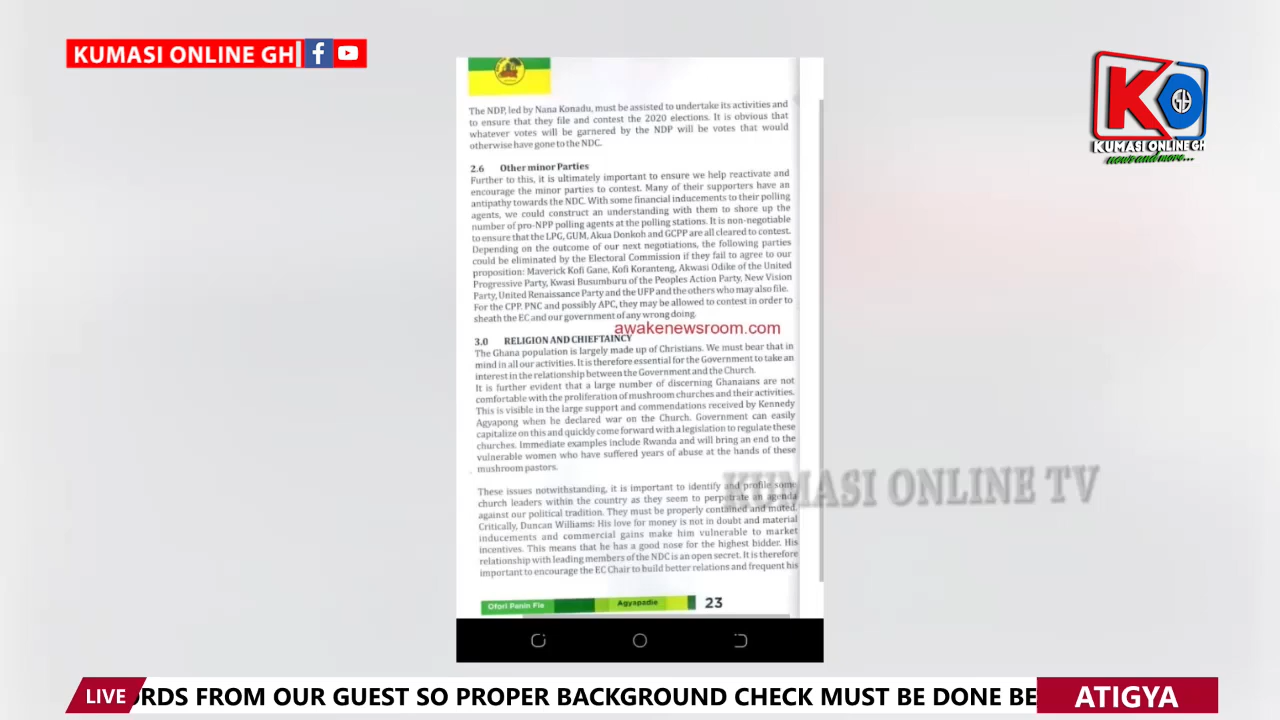 KUMASI ONLINE GH
KO
KUMASI ONLINE GH
news and more...
The NDP, led by Nana Konadu, must be assisted to undertake its activities and
to ensure that they file and contest the 2020 elections. It is obvious that
whatever votes will be garnered by the NDP will be votes that would
otherwise have gone to the NDC.
2.6 Other minor Parties
Further to this, it is ultimately important to ensure we help reactivate and
encourage the minor parties to contest. Many of their supporters have an
antipathy towards the NDC. With some financial inducements to their polling
agents, we could construct an understanding with them to shore up the
number of pro-NPP polling agents at the polling stations. It is non-negotiable
to ensure that the LPG, GUM, Akua Donkoh and GCPP are all cleared to contest.
Depending on the outcome of our next negotiations, the following parties
could be eliminated by the Electoral Commission if they fail to agree to our
proposition: Maverick Kofi Gane, Kofi Koranteng, Akwasi Odike of the United
Progressive Party, Kwasi Busumburu of the Peoples Action Party, New Vision
Party, United Renaissance Party and the UFP and the others who may also file.
For the CPP. PNC and possibly APC, they may be allowed to contest in order to
sheath the EC and our government of any wrong doing.
awakenewsroom.com
3.0 RELIGION AND CHIEFTAINCY
The Ghana population is largely made up of Christians. We must bear that in
mind in all our activities. It is therefore essential for the Government to take an
interest in the relationship between the Government and the Church.
It is further evident that a large number of discerning Ghanaians are not
comfortable with the proliferation of mushroom churches and their activities.
This is visible in the large support and commendations received by Kennedy
Agyapong when he declared war on the Church. Government can easily
capitalize on this and quickly come forward with a legislation to regulate these
churches. Immediate examples include Rwanda and will bring an end to the
vulnerable women who have suffered years of abuse at the hands of these
mushroom pastors.
KUMASI ONLINE TV
These issues notwithstanding, it is important to identify and profile some
church leaders within the country as they seem to perpetrate an agenda
against our political tradition. They must be properly contained and muted.
Critically, Duncan Williams: His love for money is not in doubt and material
inducements and commercial gains make him vulnerable to market
incentives. This means that he has a good nose for the highest bidder. His
relationship with leading members of the NDC is an open secret. It is therefore
important to encourage the EC Chair to build better relations and frequent his
Ofori Panin Fie Agyapadie 23
LIVE ORDS FROM OUR GUEST SO PROPER BACKGROUND CHECK MUST BE DONE BE ATIGYA